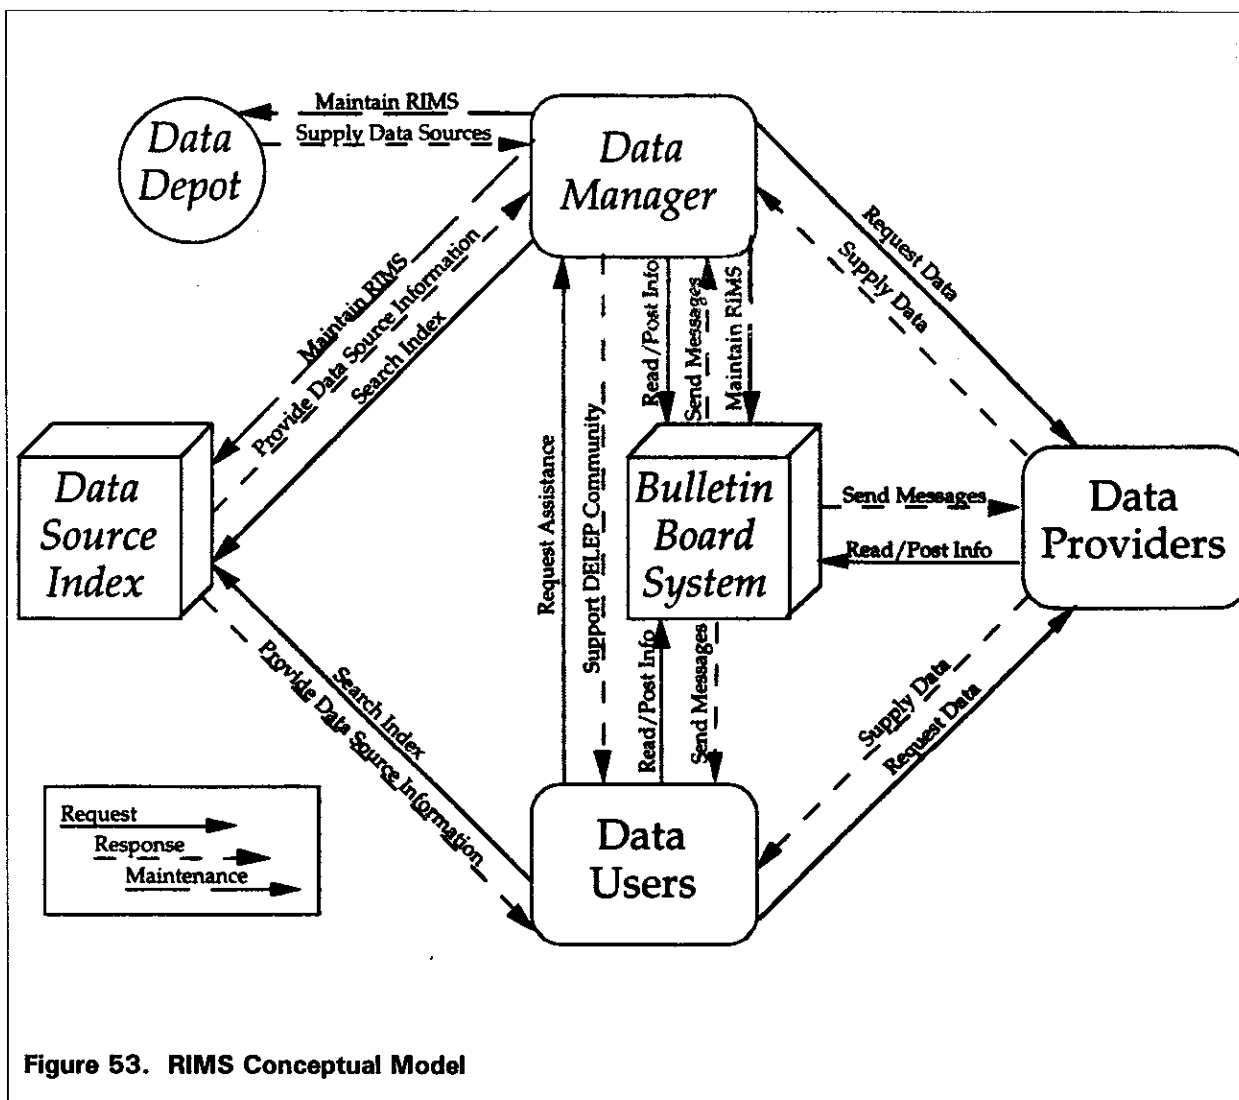 Maintain RIMS
Supply Data Sources
Data
Depot
Data
Manager
Request Data
Supply Data
Maintain RIMS
Provide Data Source Information
Search Index
Read/Post Info
Send Messages
Maintain RIMS
Request Assistance
Support DELEP Community
Data
Source
Index
Bulletin
Board
System
Send Messages
Read/Post Info
Data
Providers
Search Index
Provide Data Source Information
Read/Post Info
Send Messages
Supply Data
Request Data
Request
Response
Maintenance
Data
Users
Figure 53. RIMS Conceptual Model